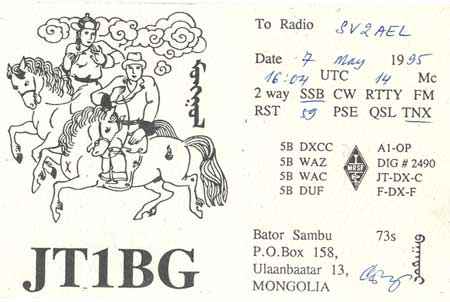 To Radio SV2AEL
Date 7 May 1995
16:04 UTC 14 Mc
2 way SSB CW RTTY FM
RST 59 PSE QSL TNX
5B DXCC A1-OP
5B WAZ DIG # 2490
5B WAC JT-DX-C
5B DUF F-DX-F
JT1BG
Bator Sambu 73s
P.O.Box 158,
Ulaanbaatar 13,
MONGOLIA